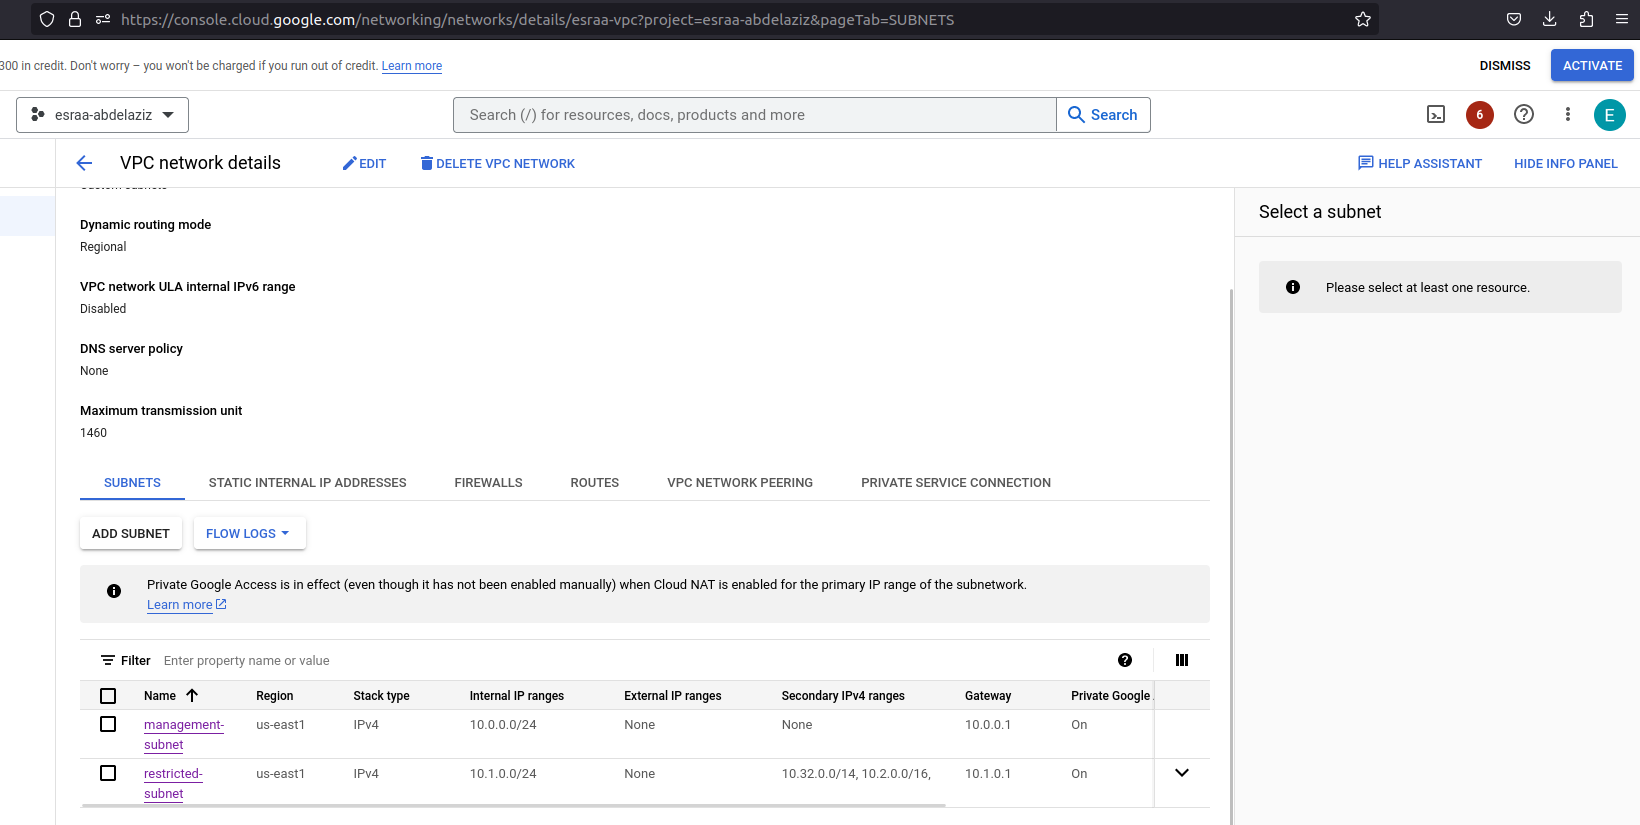 https://console.cloud.google.com/networking/networks/details/esraa-vpc?project=esraa-abdelaziz&pageTab=SUBNETS
300 in credit. Don't worry – you won't be charged if you run out of credit. Learn more
DISMISS
ACTIVATE
esraa-abdelaziz
Search (/) for resources, docs, products and more
Search
6
E
VPC network details
EDIT
DELETE VPC NETWORK
HELP ASSISTANT
HIDE INFO PANEL
Custom subnets
Dynamic routing mode
Regional
VPC network ULA internal IPv6 range
Disabled
DNS server policy
None
Maximum transmission unit
1460
Select a subnet
Please select at least one resource.
SUBNETS STATIC INTERNAL IP ADDRESSES FIREWALLS ROUTES VPC NETWORK PEERING PRIVATE SERVICE CONNECTION
ADD SUBNET FLOW LOGS
Private Google Access is in effect (even though it has not been enabled manually) when Cloud NAT is enabled for the primary IP range of the subnetwork.
Learn more
Filter Enter property name or value
Name Region Stack type Internal IP ranges External IP ranges Secondary IPv4 ranges Gateway Private Google
management-subnet us-east1 IPv4 10.0.0.0/24 None None 10.0.0.1 On
restricted-subnet us-east1 IPv4 10.1.0.0/24 None 10.32.0.0/14, 10.2.0.0/16, 10.1.0.1 On